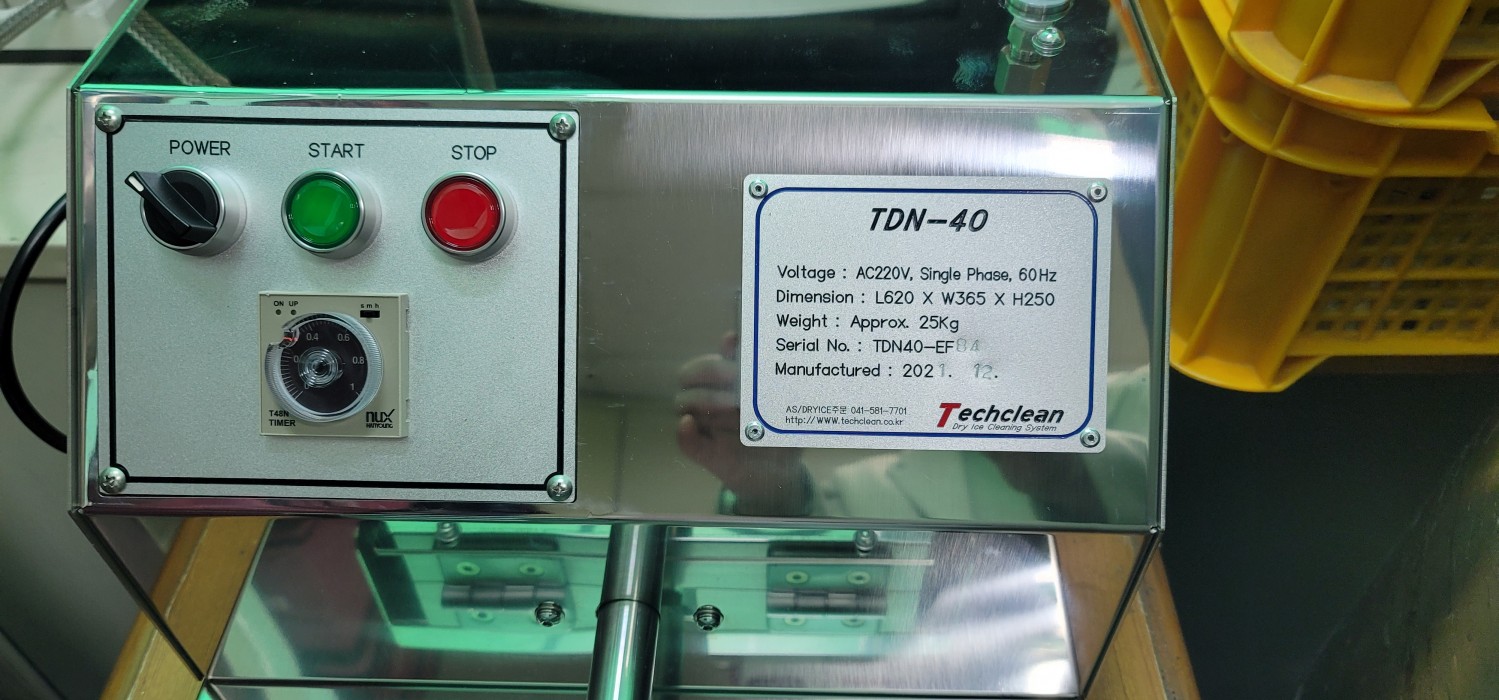 POWER
START
STOP
ON UP
s m h
0.4
0.6
0.8
1
T48N
TIMER
nux
HANYOUNG
TDN-40
Voltage : AC220V, Single Phase, 60Hz
Dimension : L620 X W365 X H250
Weight : Approx. 25Kg
Serial No. : TDN40-EF84
Manufactured : 2021. 12.
AS/DRYICE주문 041-581-7701
http://www.techclean.co.kr
Techclean
Dry Ice Cleaning System